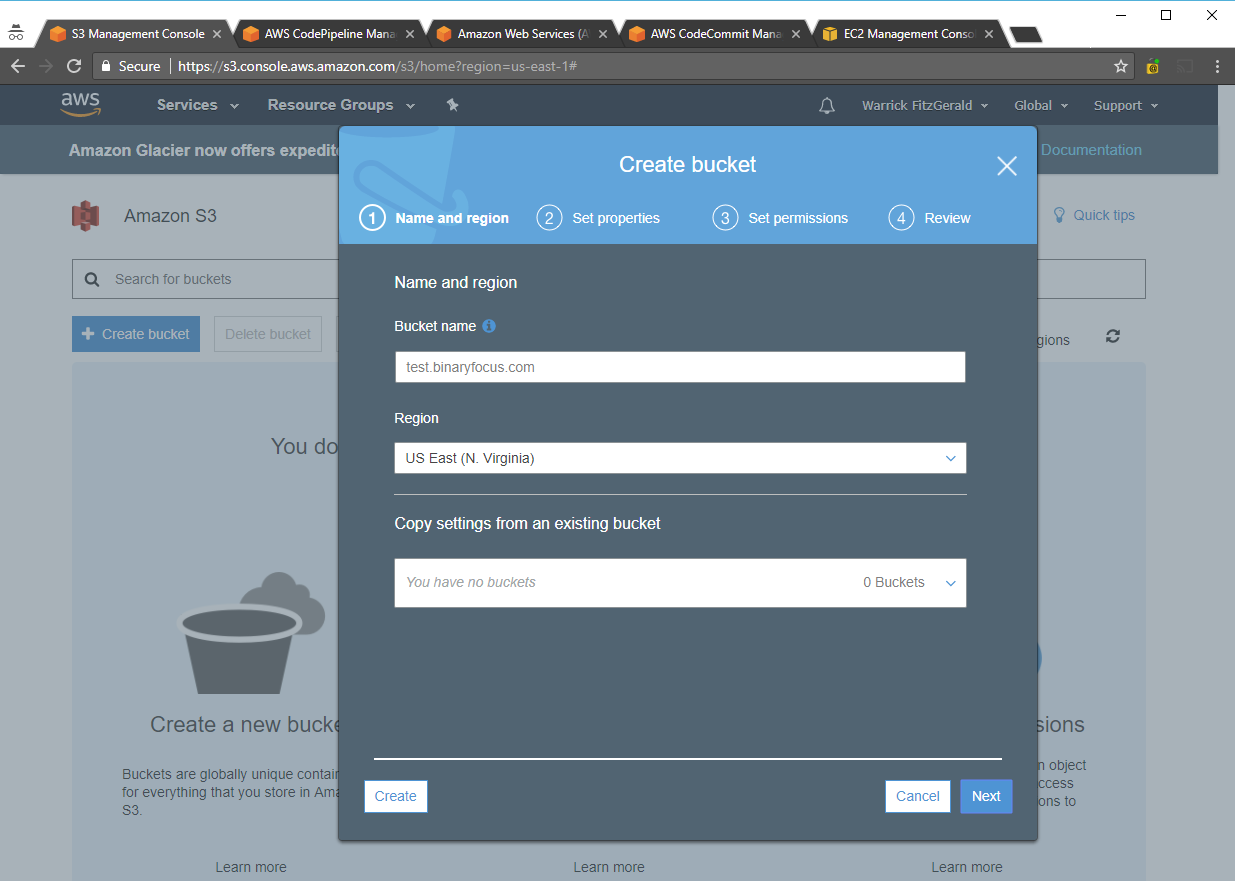 S3 Management Console
AWS CodePipeline Mana
Amazon Web Services (A
AWS CodeCommit Mana
EC2 Management Conso
Secure https://s3.console.aws.amazon.com/s3/home?region=us-east-1#
aws Services Resource Groups Warrick FitzGerald Global Support
Amazon Glacier now offers expedite
Documentation
Create bucket
1 Name and region 2 Set properties 3 Set permissions 4 Review
Amazon S3
Quick tips
Search for buckets
+ Create bucket Delete bucket
gions
Name and region
Bucket name
test.binaryfocus.com
Region
US East (N. Virginia)
Copy settings from an existing bucket
You have no buckets 0 Buckets
You do
Create a new bucke
Buckets are globally unique contain
for everything that you store in Ama
S3.
sions
n object
ccess
ons to
Create Cancel Next
Learn more Learn more Learn more